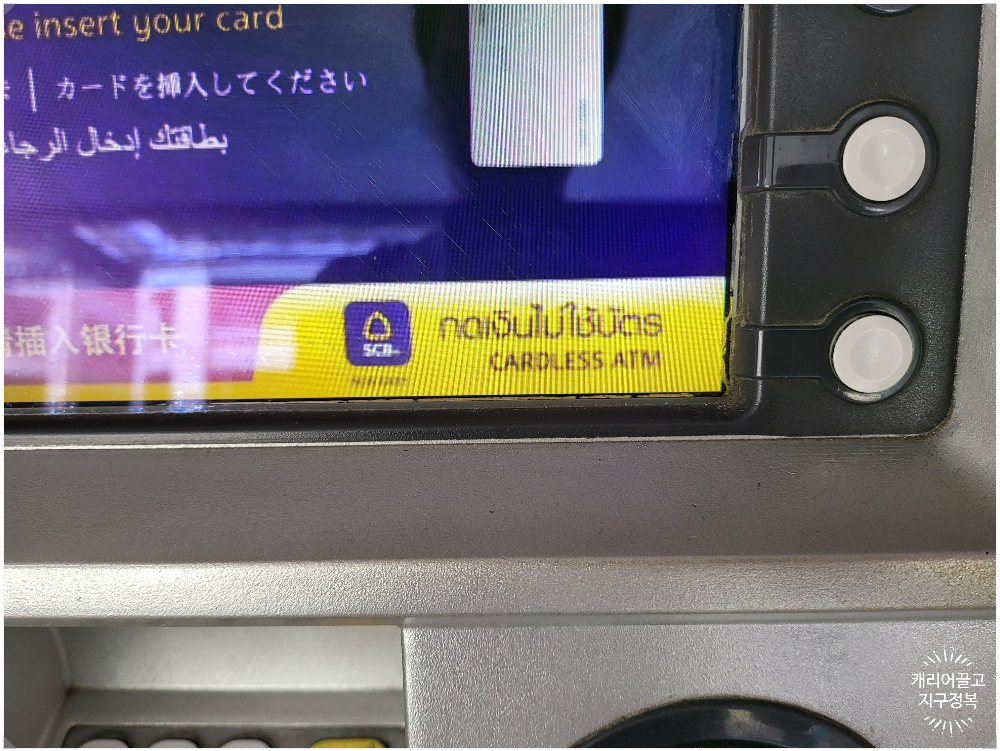 e insert your card
カードを挿入してください
بطاقتك إدخال الرجا
插入银行卡
SCB
กดเงินไม่ใช้บัตร
CARDLESS ATM
캐리어끌고
지구정복